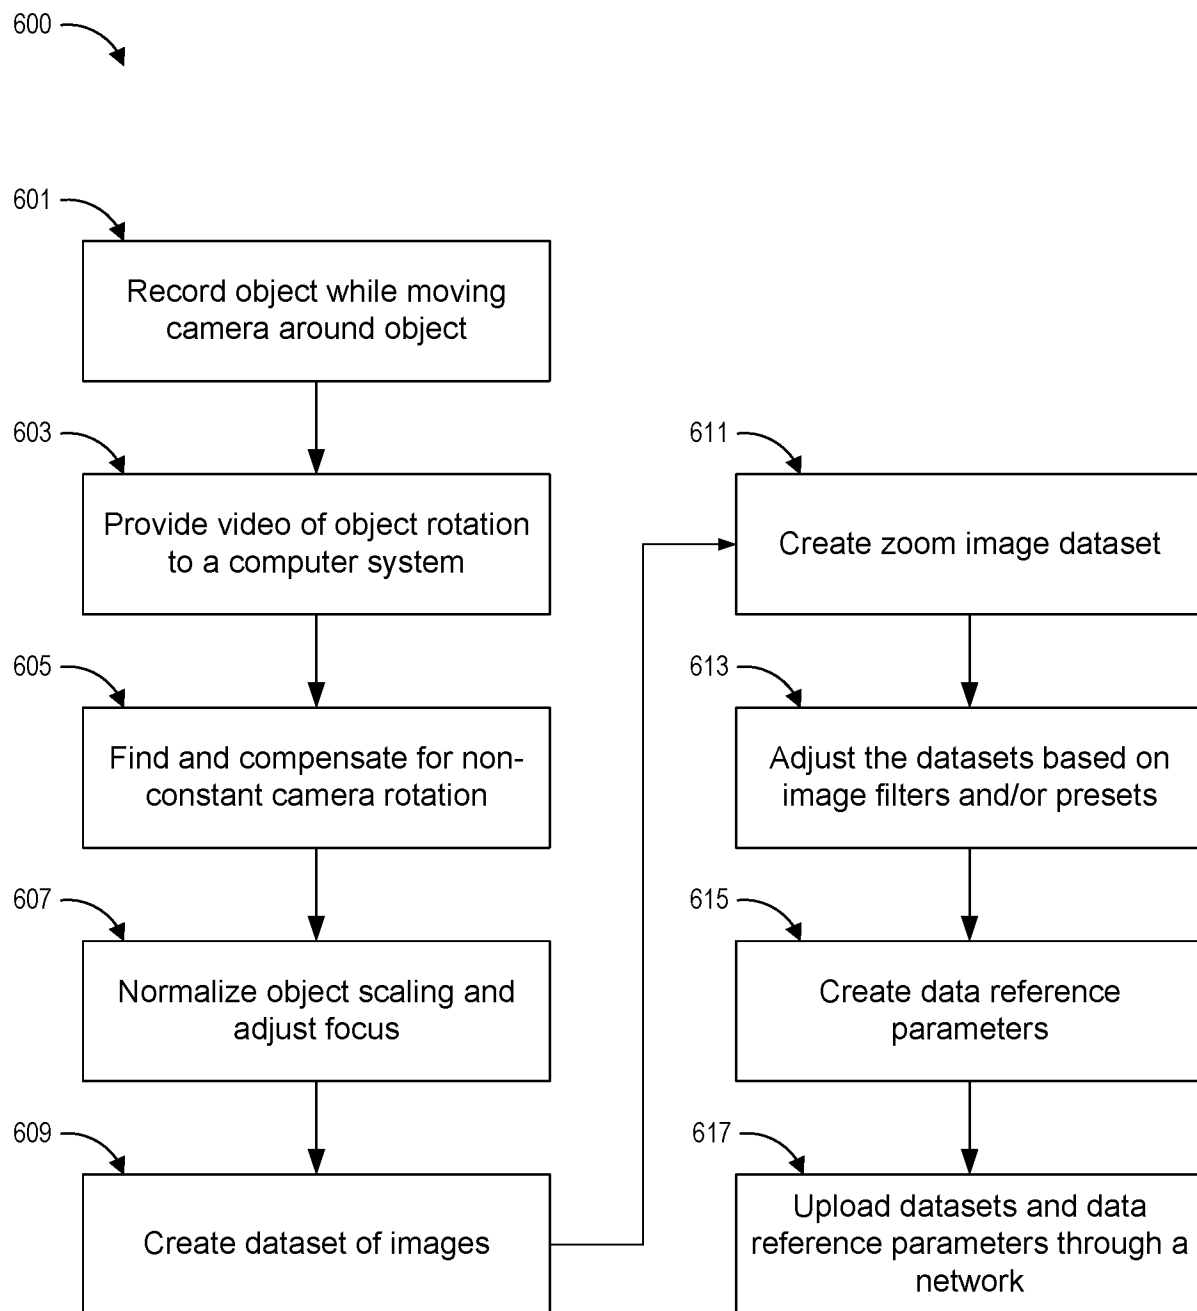 600
601
Record object while moving
camera around object
603
Provide video of object rotation
to a computer system
605
Find and compensate for non-
constant camera rotation
607
Normalize object scaling and
adjust focus
609
Create dataset of images
611
Create zoom image dataset
613
Adjust the datasets based on
image filters and/or presets
615
Create data reference
parameters
617
Upload datasets and data
reference parameters through a
network